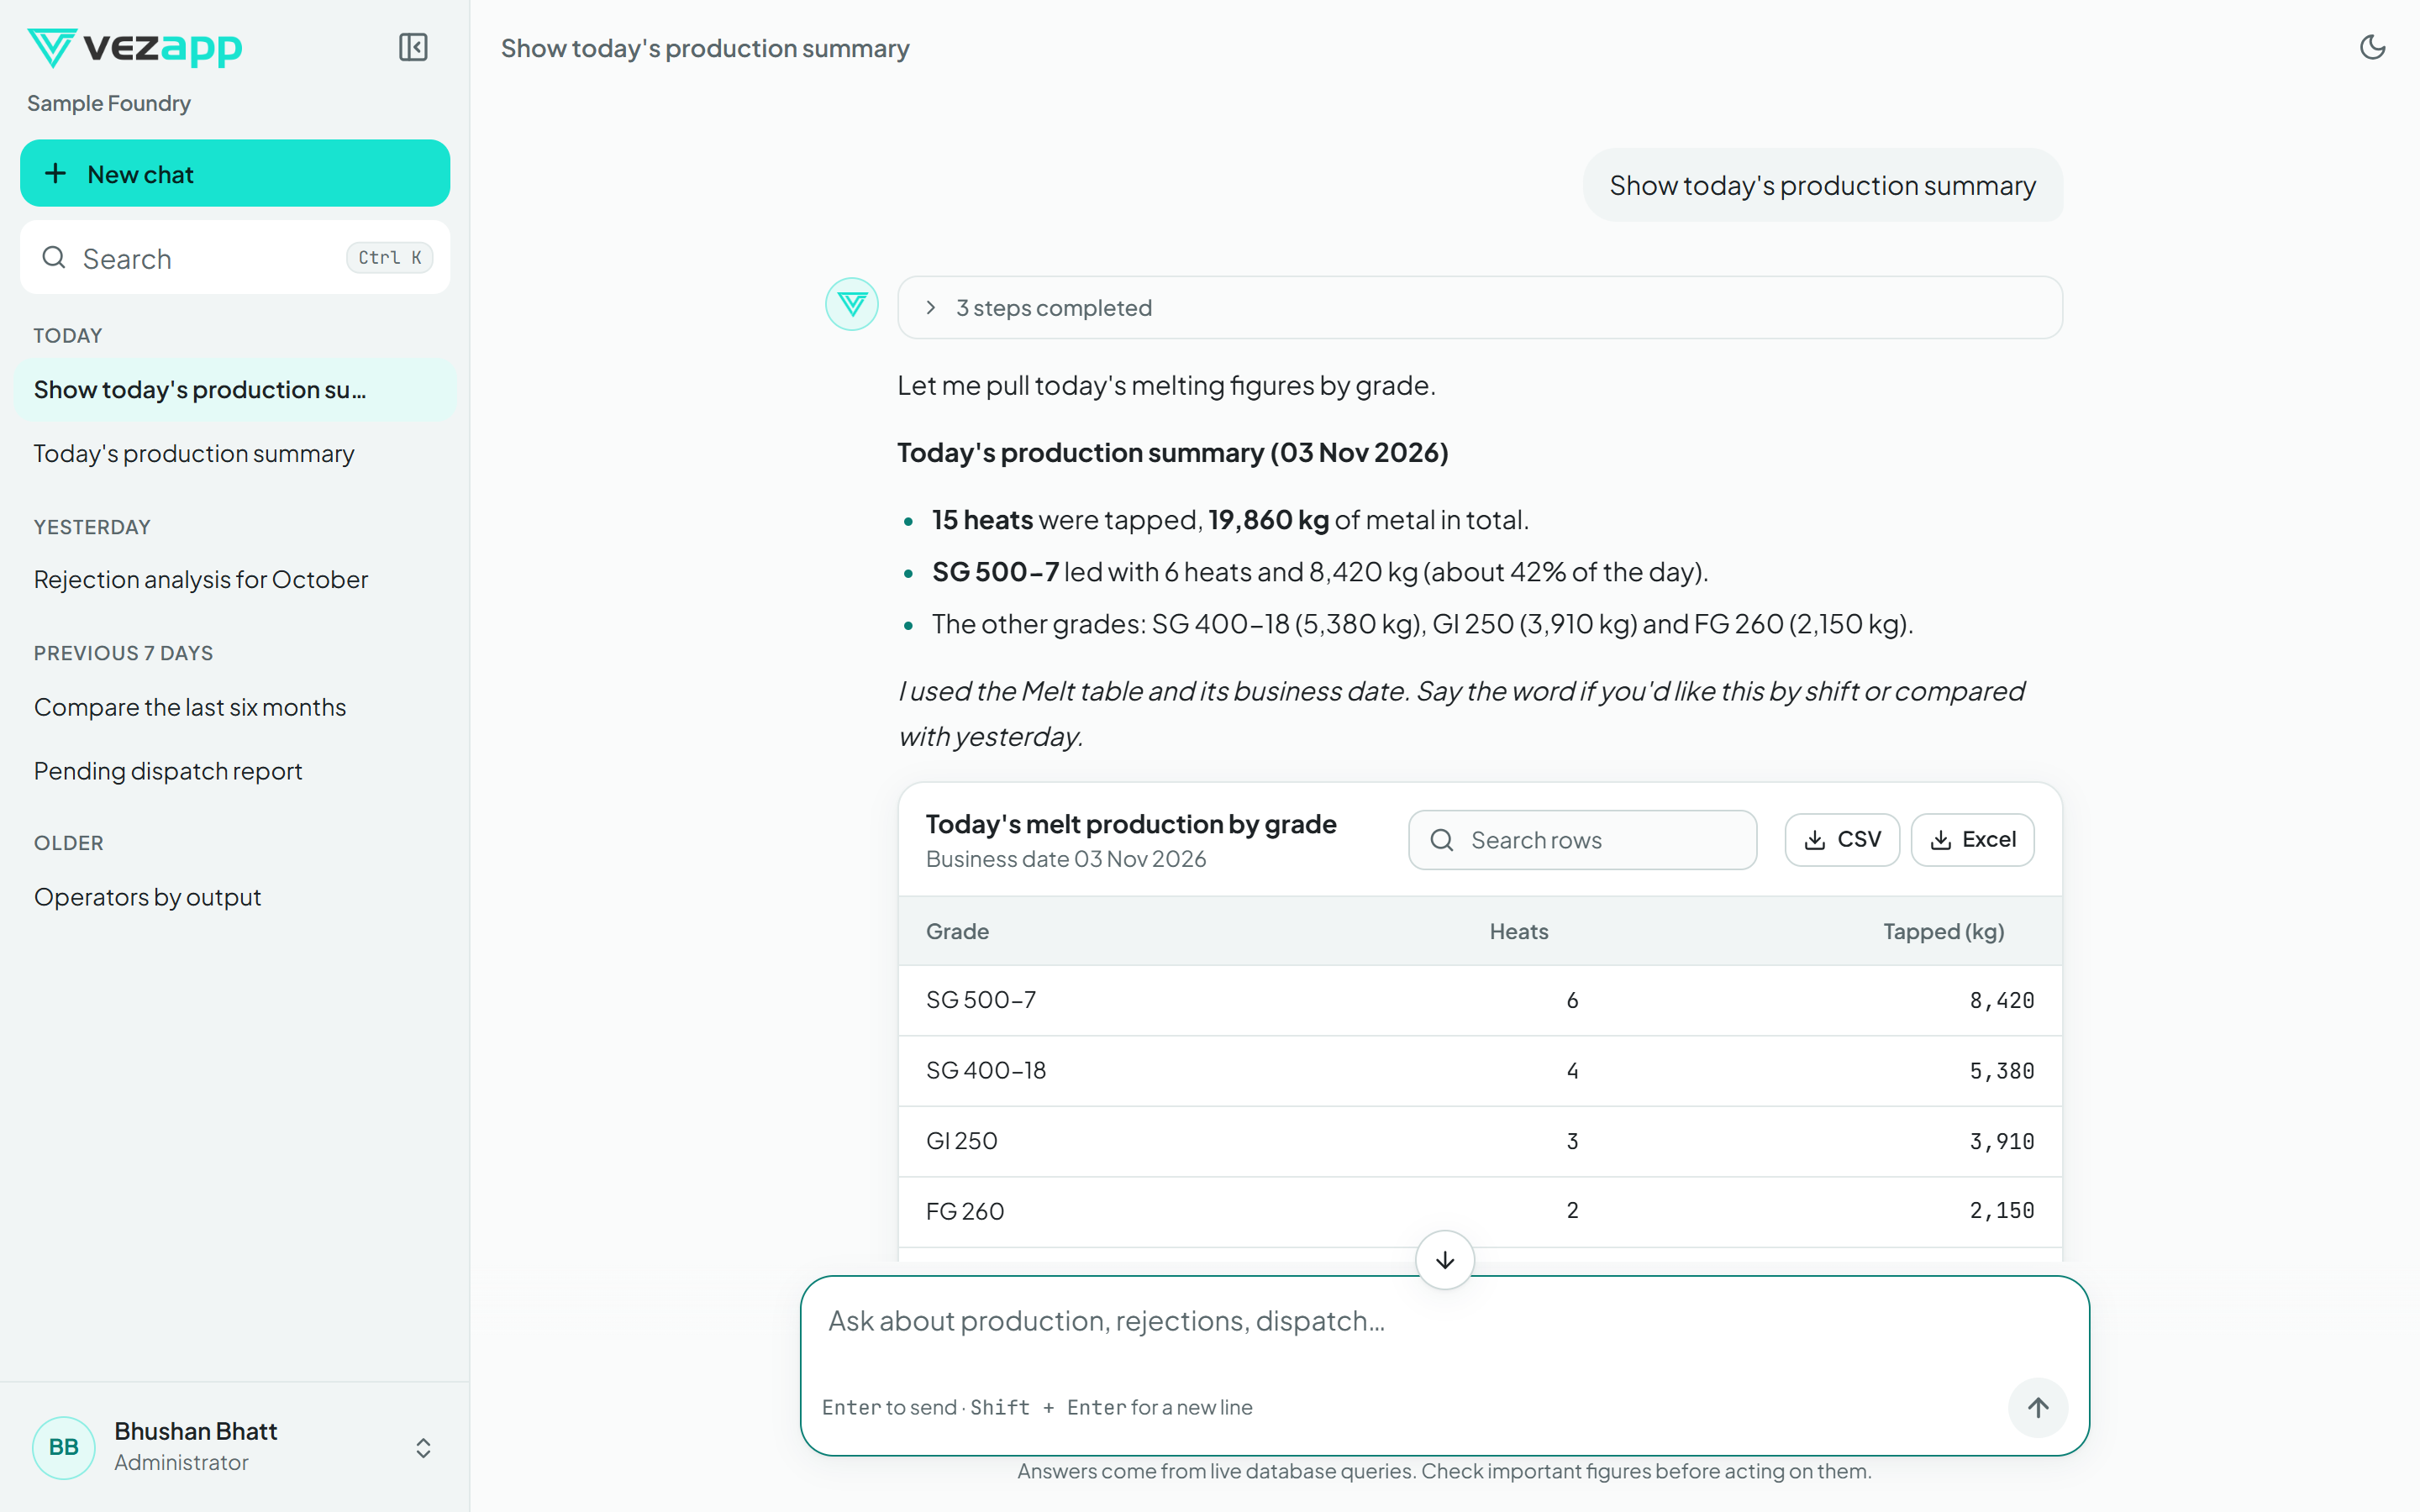 vezapp
Sample Foundry
New chat
Search
Ctrl K
TODAY
Show today's production su...
Today's production summary
YESTERDAY
Rejection analysis for October
PREVIOUS 7 DAYS
Compare the last six months
Pending dispatch report
OLDER
Operators by output
BB
Bhushan Bhatt
Administrator
Show today's production summary
Show today's production summary
3 steps completed
Let me pull today's melting figures by grade.
Today's production summary (03 Nov 2026)
• 15 heats were tapped, 19,860 kg of metal in total.
• SG 500-7 led with 6 heats and 8,420 kg (about 42% of the day).
• The other grades: SG 400-18 (5,380 kg), GI 250 (3,910 kg) and FG 260 (2,150 kg).
I used the Melt table and its business date. Say the word if you'd like this by shift or compared
with yesterday.
Today's melt production by grade
Business date 03 Nov 2026
Search rows
CSV
Excel
Grade Heats Tapped (kg)
SG 500-7 6 8,420
SG 400-18 4 5,380
GI 250 3 3,910
FG 260 2 2,150
Ask about production, rejections, dispatch...
Enter to send · Shift + Enter for a new line
Answers come from live database queries. Check important figures before acting on them.